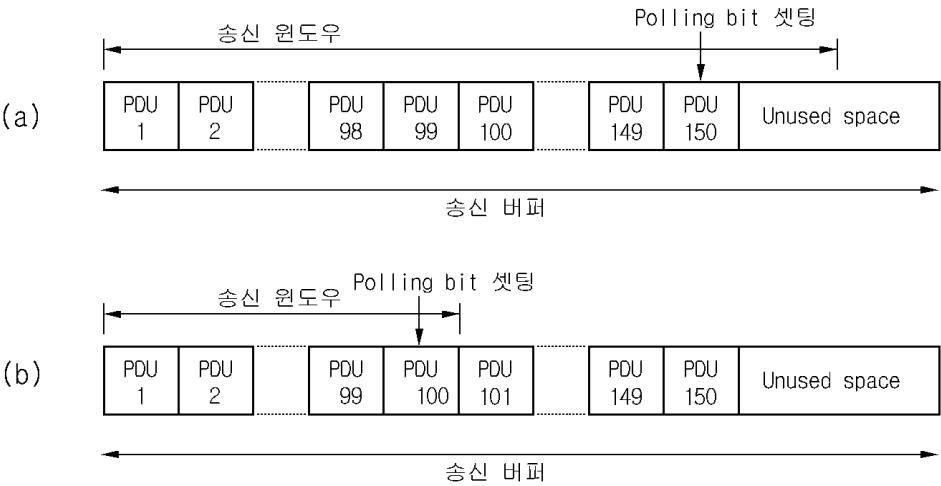 Polling bit 셋팅
송신 윈도우
(a)
PDU 1 PDU 2 PDU 98 PDU 99 PDU 100 PDU 149 PDU 150 Unused space
송신 버퍼
Polling bit 셋팅
송신 윈도우
(b)
PDU 1 PDU 2 PDU 99 PDU 100 PDU 101 PDU 149 PDU 150 Unused space
송신 버퍼